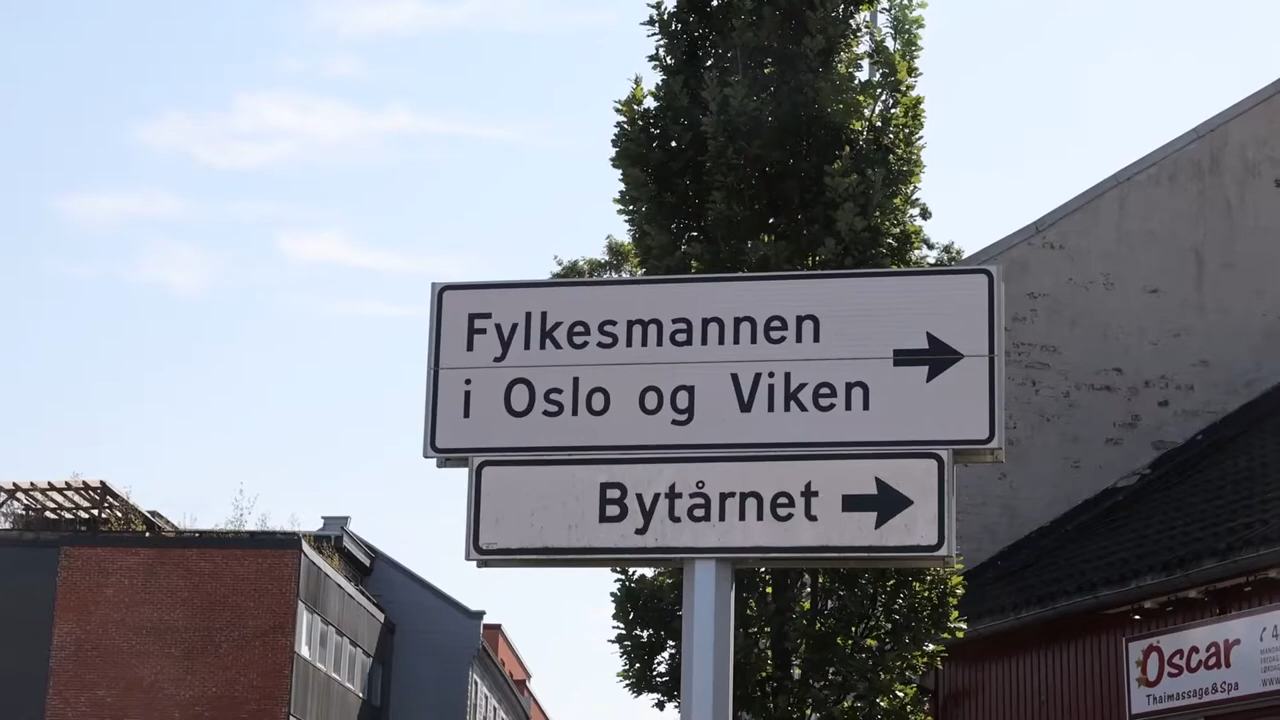 Fylkesmannen
i Oslo og Viken
Bytårnet
Oscar
Thaimassage&Spa